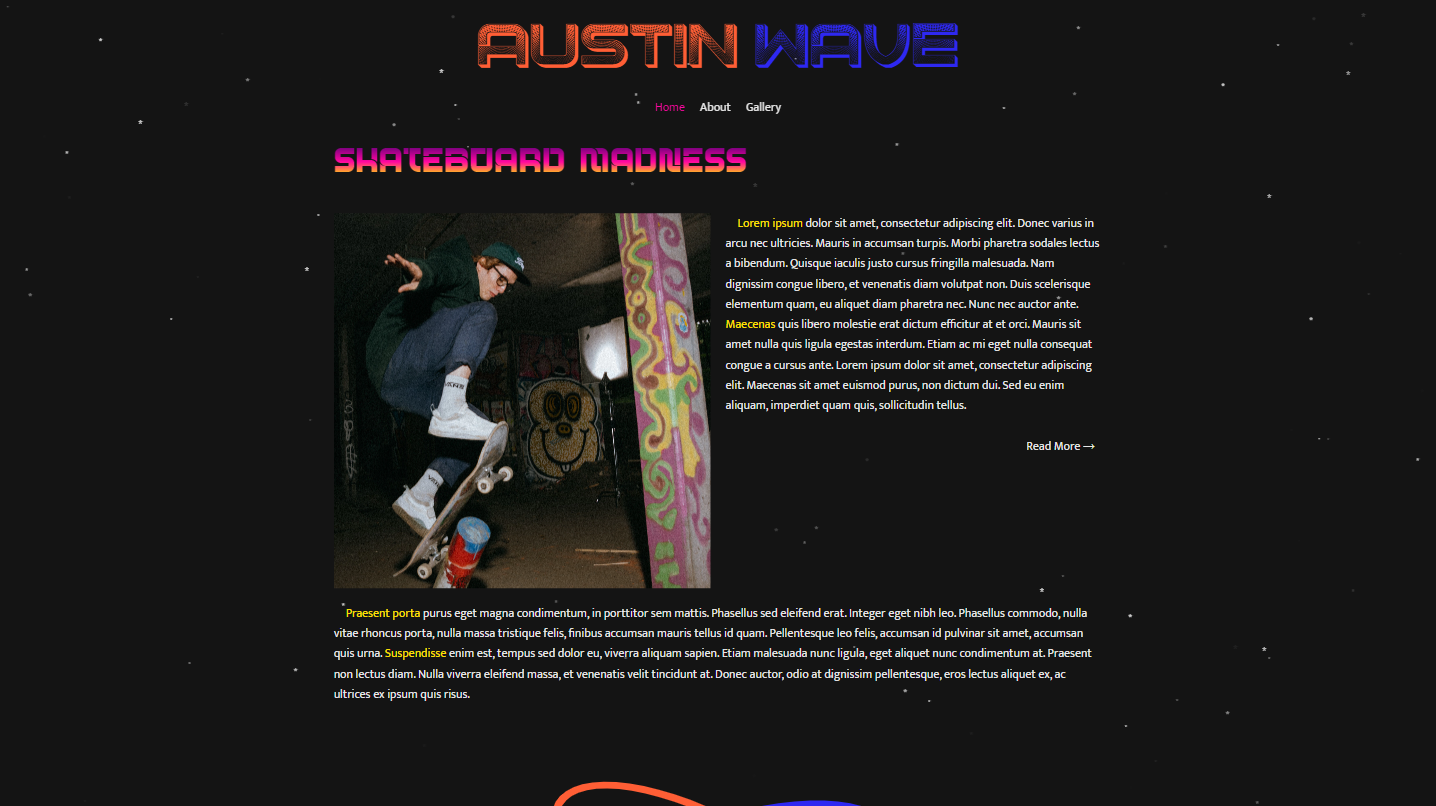 AUSTIN WAVE
Home About Gallery
SKATEBOARD MADNESS
Lorem ipsum dolor sit amet, consectetur adipiscing elit. Donec varius in
arcu nec ultricies. Mauris in accumsan turpis. Morbi pharetra sodales lectus
a bibendum. Quisque iaculis justo cursus fringilla malesuada. Nam
dignissim congue libero, et venenatis diam volutpat non. Duis scelerisque
elementum quam, eu aliquet diam pharetra nec. Nunc nec auctor ante.
Maecenas quis libero molestie erat dictum efficitur at et orci. Mauris sit
amet nulla quis ligula egestas interdum. Etiam ac mi eget nulla consequat
congue a cursus ante. Lorem ipsum dolor sit amet, consectetur adipiscing
elit. Maecenas sit amet euismod purus, non dictum dui. Sed eu enim
aliquam, imperdiet quam quis, sollicitudin tellus.
Read More →
Praesent porta purus eget magna condimentum, in porttitor sem mattis. Phasellus sed eleifend erat. Integer eget nibh leo. Phasellus commodo, nulla
vitae rhoncus porta, nulla massa tristique felis, finibus accumsan mauris tellus id quam. Pellentesque leo felis, accumsan id pulvinar sit amet, accumsan
quis urna. Suspendisse enim est, tempus sed dolor eu, viverra aliquam sapien. Etiam malesuada nunc ligula, eget aliquet nunc condimentum at. Praesent
non lectus diam. Nulla viverra eleifend massa, et venenatis velit tincidunt at. Donec auctor, odio at dignissim pellentesque, eros lectus aliquet ex, ac
ultrices ex ipsum quis risus.